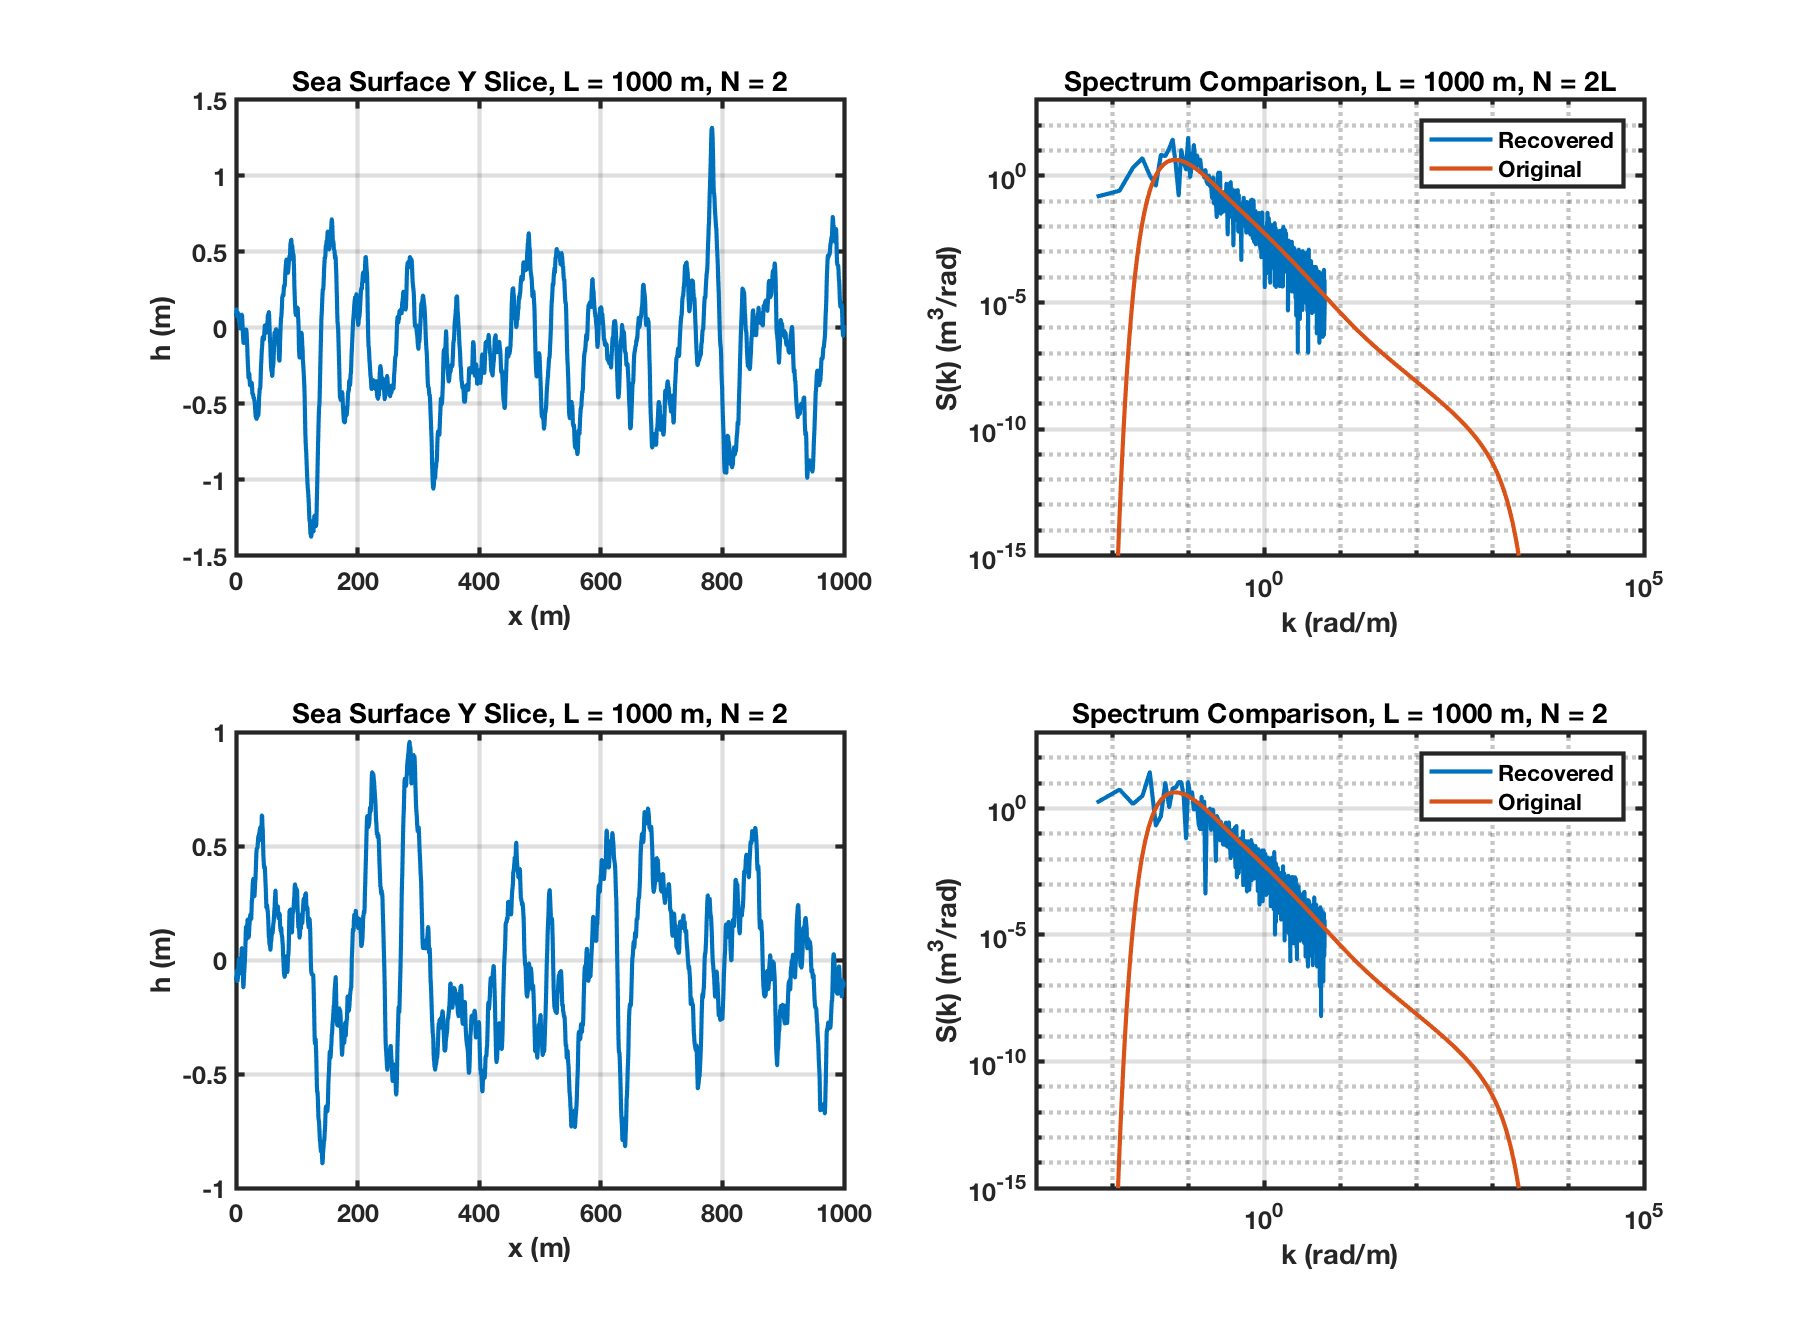 Sea Surface Y Slice, L = 1000 m, N = 2
1.5
1
0.5
0
-0.5
-1
-1.5
h (m)
0 200 400 600 800 1000
x (m)
Spectrum Comparison, L = 1000 m, N = 2L
Recovered
Original
10^0
10^-5
10^-10
10^-15
S(k) (m^3/rad)
10^0 10^5
k (rad/m)
Sea Surface Y Slice, L = 1000 m, N = 2
1
0.5
0
-0.5
-1
h (m)
0 200 400 600 800 1000
x (m)
Spectrum Comparison, L = 1000 m, N = 2
Recovered
Original
10^0
10^-5
10^-10
10^-15
S(k) (m^3/rad)
10^0 10^5
k (rad/m)